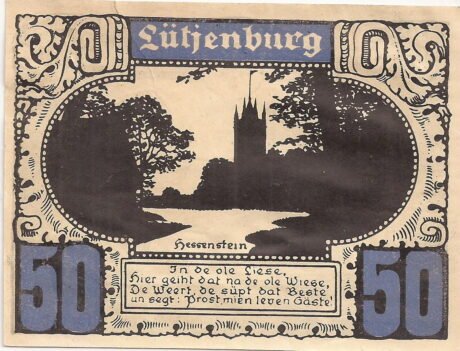 Lütjenburg
Hessenstein
50
In de ole Liese,
Hier geiht dat na de ole Wiese,
De Weert, de süpt dat Beste
un segt: Prost, mien leven Gäste!
50